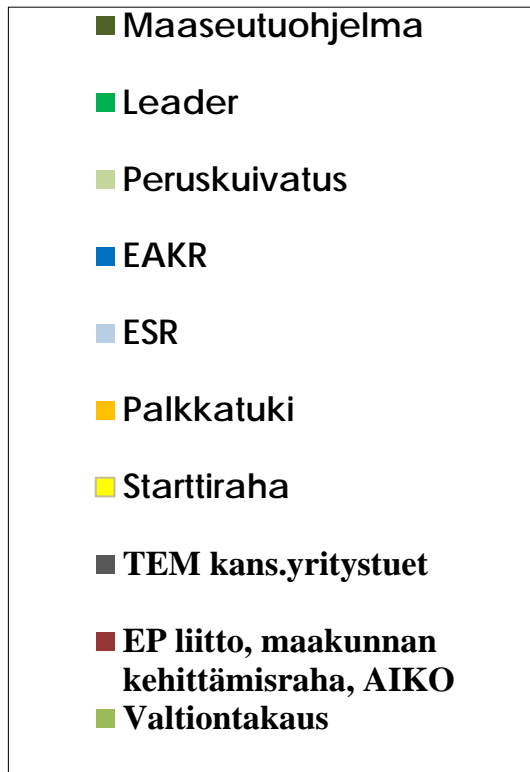 Maaseutuohjelma
Leader
Peruskuivatus
EAKR
ESR
Palkkatuki
Starttiraha
TEM kans.yritystuet
EP liitto, maakunnan
kehittämisraha, AIKO
Valtiontakaus